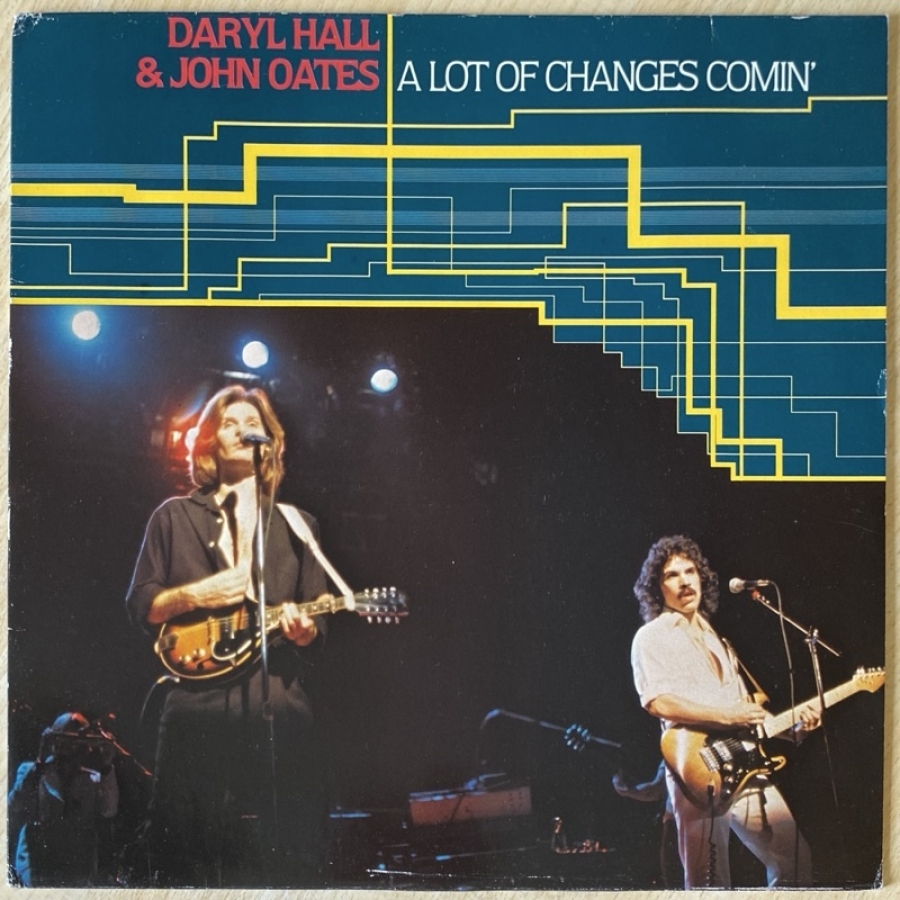 DARYL HALL
& JOHN OATES
A LOT OF CHANGES COMIN'